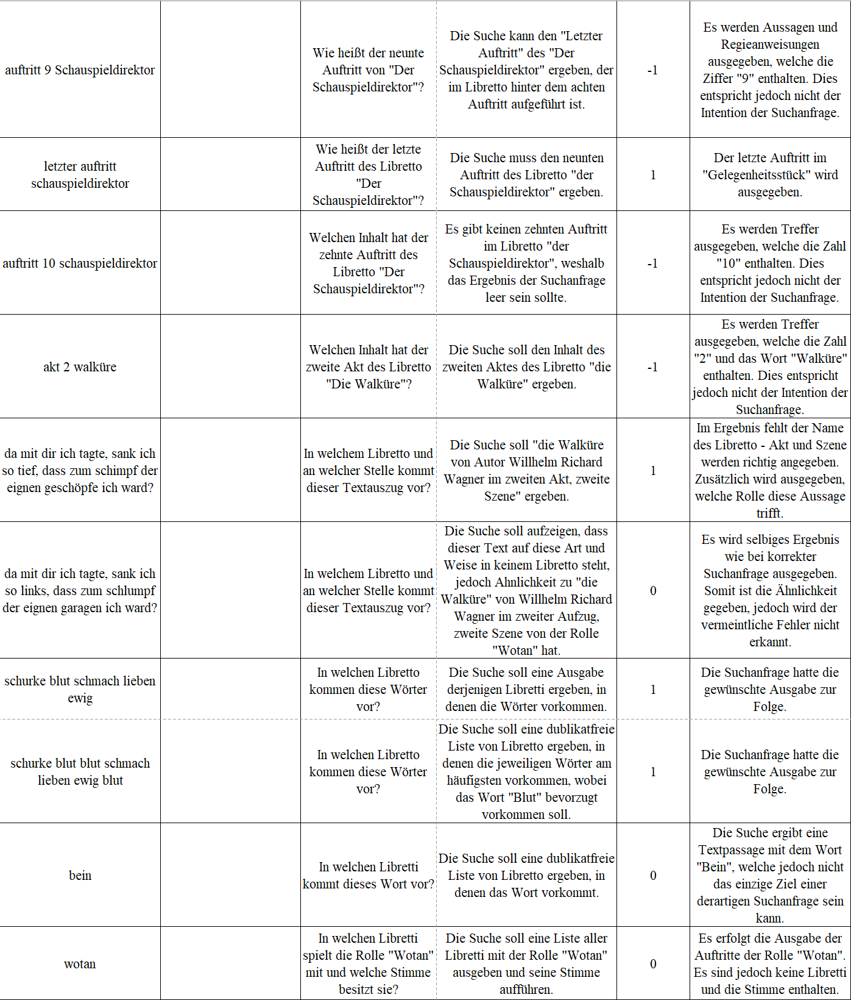 auftritt 9 Schauspieldirektor
Wie heißt der neunte
Auftritt von "Der
Schauspieldirektor"?
Die Suche kann den "Letzter
Auftritt" des "Der
Schauspieldirektor" ergeben, der
im Libretto hinter dem achten
Auftritt aufgeführt ist.
-1
Es werden Aussagen und
Regieanweisungen
ausgegeben, welche die
Ziffer "9" enthalten. Dies
entspricht jedoch nicht der
Intention der Suchanfrage.
letzter auftritt
schauspieldirektor
Wie heißt der letzte
Auftritt des Libretto
"Der
Schauspieldirektor"?
Die Suche muss den neunten
Auftritt des Libretto "der
Schauspieldirektor" ergeben.
1
Der letzte Auftritt im
"Gelegenheitsstück" wird
ausgegeben.
auftritt 10 schauspieldirektor
Welchen Inhalt hat der
zehnte Auftritt des
Libretto "Der
Schauspieldirektor"?
Es gibt keinen zehnten Auftritt
im Libretto "der
Schauspieldirektor", weshalb
das Ergebnis der Suchanfrage
leer sein sollte.
-1
Es werden Treffer
ausgegeben, welche die Zahl
"10" enthalten. Dies
entspricht jedoch nicht der
Intention der Suchanfrage.
akt 2 walküre
Welchen Inhalt hat der
zweite Akt des Libretto
"Die Walküre"?
Die Suche soll den Inhalt des
zweiten Aktes des Libretto "die
Walküre" ergeben.
-1
Es werden Treffer
ausgegeben, welche die Zahl
"2" und das Wort "Walküre"
enthalten. Dies entspricht
jedoch nicht der Intention der
Suchanfrage.
da mit dir ich tagte, sank ich
so tief, dass zum schimpf der
eignen geschöpfe ich ward?
In welchem Libretto und
an welcher Stelle kommt
dieser Textauszug vor?
Die Suche soll "die Walküre
von Autor Willhelm Richard
Wagner im zweiten Akt, zweite
Szene" ergeben.
1
Im Ergebnis fehlt der Name
des Libretto - Akt und Szene
werden richtig angegeben.
Zusätzlich wird ausgegeben,
welche Rolle diese Aussage
trifft.
da mit dir ich tagte, sank ich
so links, dass zum schlumpf
der eignen garagen ich ward?
In welchem Libretto und
an welcher Stelle kommt
dieser Textauszug vor?
Die Suche soll aufzeigen, dass
dieser Text auf diese Art und
Weise in keinem Libretto steht,
jedoch Ahnlichkeit zu "die
Walküre" von Willhelm Richard
Wagner im zweiter Aufzug,
zweite Szene von der Rolle
"Wotan" hat.
0
Es wird selbiges Ergebnis
wie bei korrekter
Suchanfrage ausgegeben.
Somit ist die Ähnlichkeit
gegeben, jedoch wird der
vermeintliche Fehler nicht
erkannt.
schurke blut schmach lieben
ewig
In welchen Libretto
kommen diese Wörter
vor?
Die Suche soll eine Ausgabe
derjenigen Libretti ergeben, in
denen die Wörter vorkommen.
1
Die Suchanfrage hatte die
gewünschte Ausgabe zur
Folge.
schurke blut blut schmach
lieben ewig blut
In welchen Libretto
kommen diese Wörter
vor?
Die Suche soll eine dublikatfreie
Liste von Libretto ergeben, in
denen die jeweiligen Wörter am
häufigsten vorkommen, wobei
das Wort "Blut" bevorzugt
vorkommen soll.
1
Die Suchanfrage hatte die
gewünschte Ausgabe zur
Folge.
bein
In welchen Libretti
kommt dieses Wort vor?
Die Suche soll eine dublikatfreie
Liste von Libretto ergeben, in
denen das Wort vorkommt.
0
Die Suche ergibt eine
Textpassage mit dem Wort
"Bein", welche jedoch nicht
das einzige Ziel einer
derartigen Suchanfrage sein
kann.
wotan
In welchen Libretti
spielt die Rolle "Wotan"
mit und welche Stimme
besitzt sie?
Die Suche soll eine Liste aller
Libretti mit der Rolle "Wotan"
ausgeben und seine Stimme
aufführen.
0
Es erfolgt die Ausgabe der
Auftritte der Rolle "Wotan".
Es sind jedoch keine Libretti
und die Stimme enthalten.